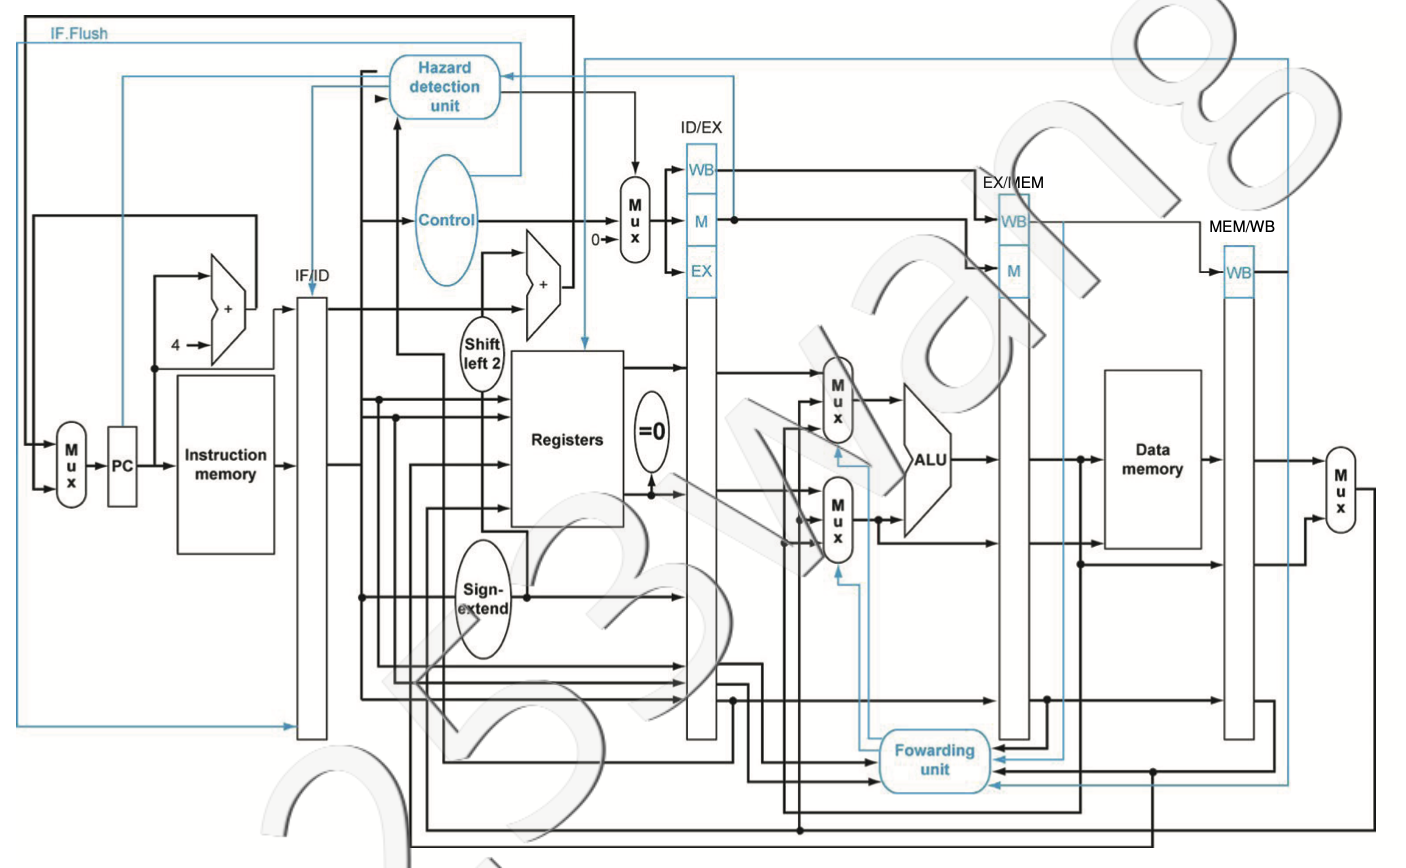 IF.Flush
Hazard
detection
unit
ID/EX
WB
M
EX
Control
M
u
x
0
EX/MEM
WB
M
MEM/WB
WB
IF/ID
+
4
+
Shift
left 2
Registers
=0
M
u
x
PC
Instruction
memory
M
u
x
M
u
x
ALU
Data
memory
M
u
x
Sign-
extend
Fowarding
unit
253wang